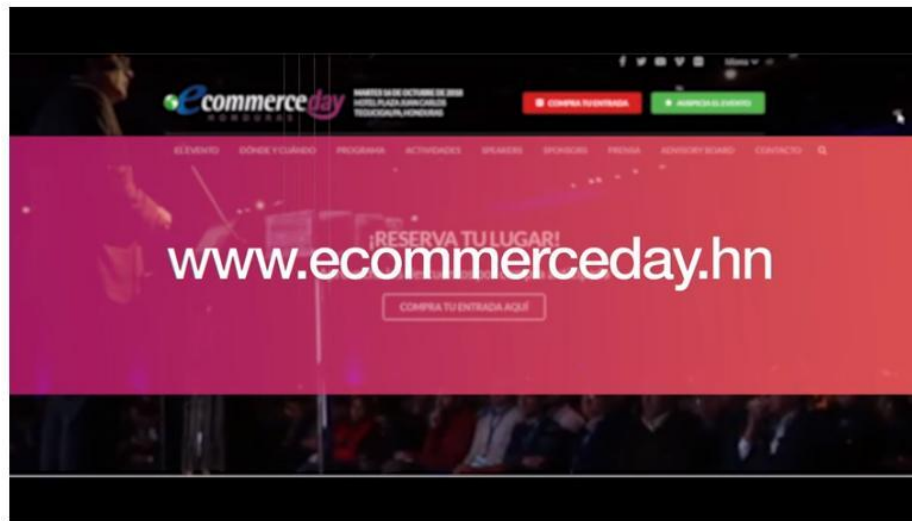 Idioma
ecommerceday
HONDURAS
MARTES 16 DE OCTUBRE DE 2018
HOTEL PLAZA JUAN CARLOS
TEGUCIGALPA, HONDURAS
COMPRA TU ENTRADA
AUSPICIA EL EVENTO
EL EVENTO DÓNDE Y CUÁNDO PROGRAMA ACTIVIDADES SPEAKERS SPONSORS PRENSA ADVISORY BOARD CONTACTO
¡RESERVA TU LUGAR!
www.ecommerceday.hn
COMPRA TU ENTRADA AQUÍ